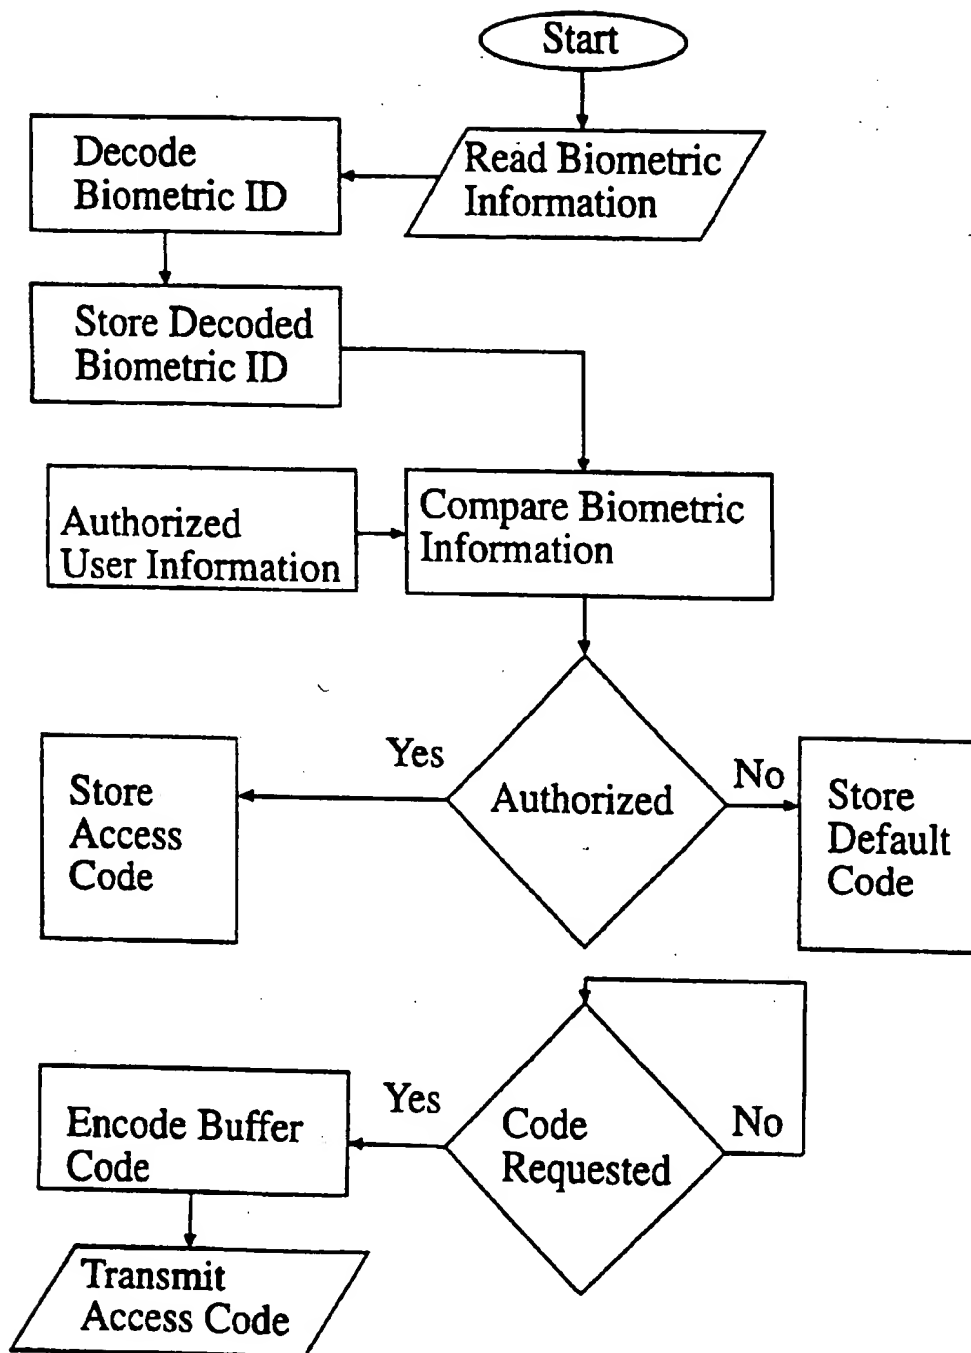 Start
Read Biometric
Information
Decode
Biometric ID
Store Decoded
Biometric ID
Authorized
User Information
Compare Biometric
Information
Yes
Authorized
No
Store
Access
Code
Store
Default
Code
Yes
Code
Requested
No
Encode Buffer
Code
Transmit
Access Code